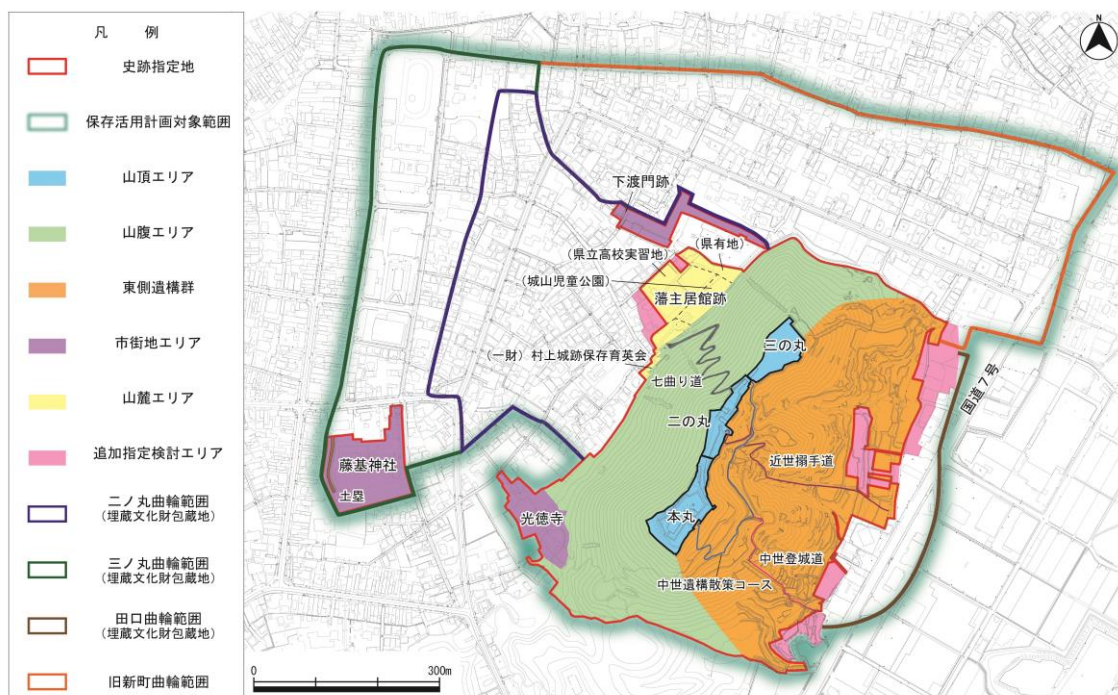 凡 例
史跡指定地
保存活用計画対象範囲
山頂エリア
山腹エリア
東側遺構群
市街地エリア
山麓エリア
追加指定検討エリア
二ノ丸曲輪範囲
（埋蔵文化財包蔵地）
三ノ丸曲輪範囲
（埋蔵文化財包蔵地）
田口曲輪範囲
（埋蔵文化財包蔵地）
旧新町曲輪範囲
N
下渡門跡
（県立高校実習地）
（県有地）
（城山児童公園）
藩主居館跡
（一財）村上城跡保存育英会
七曲り道
三の丸
二の丸
国道7号
近世搦手道
藤基神社
土塁
光徳寺
本丸
中世登城道
中世遺構散策コース
0 300m